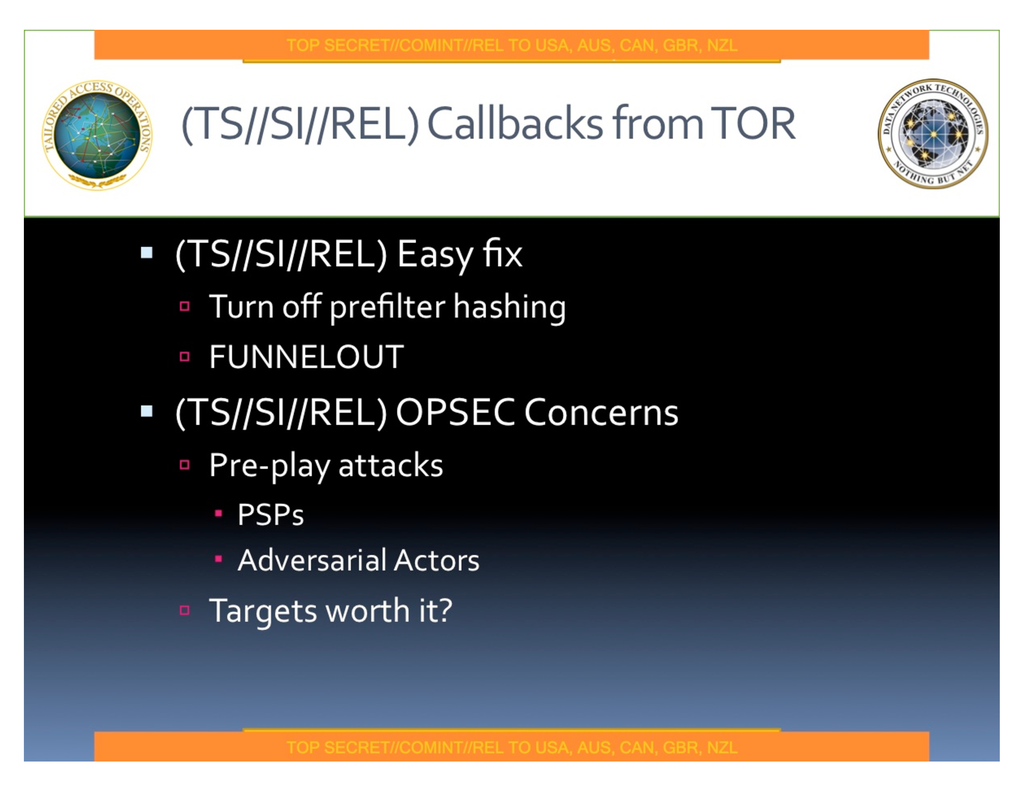 TOP SECRET//COMINT//REL TO USA, AUS, CAN, GBR, NZL
TAILORED ACCESS OPERATIONS
(TS//SI//REL) Callbacks from TOR
DATA NETWORK TECHNOLOGIES
NOTHING BUT NET
(TS//SI//REL) Easy fix
Turn off prefilter hashing
FUNNELOUT
(TS//SI//REL) OPSEC Concerns
Pre-play attacks
PSPs
Adversarial Actors
Targets worth it?
TOP SECRET//COMINT//REL TO USA, AUS, CAN, GBR, NZL